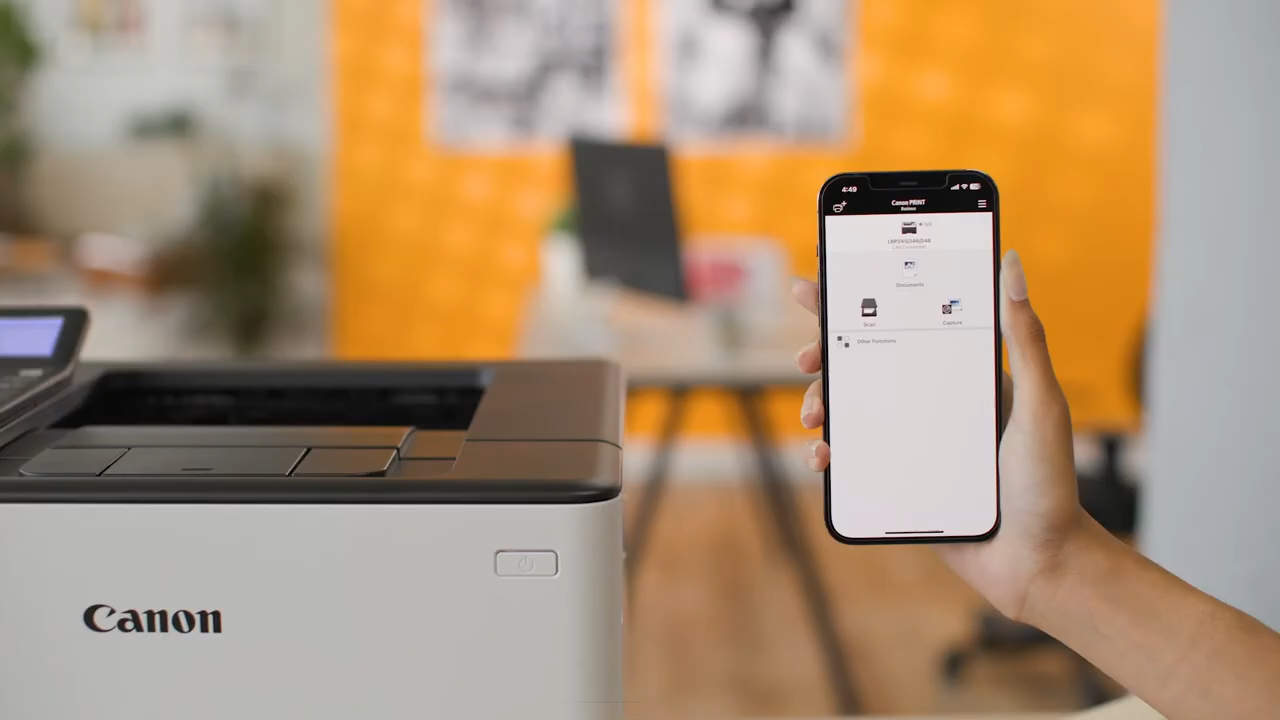 4:49
Canon PRINT
Business
Documents
Scan
Capture
Other Functions
Canon